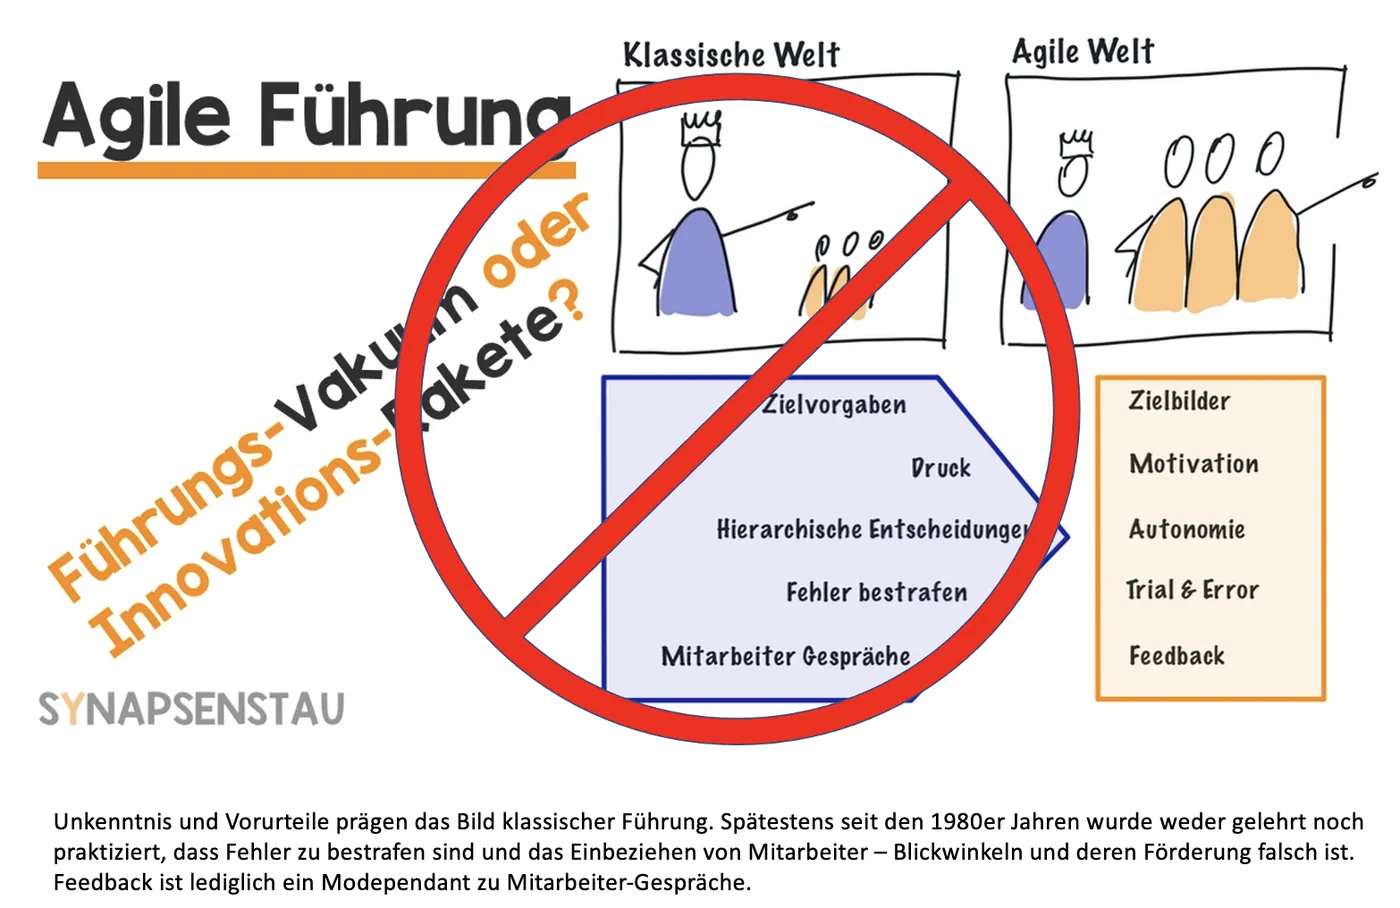 Agile Führung
Führungs-Vakuum oder
Innovations-Rakete?
SYNAPSENSTAU
Klassische Welt
Agile Welt
Zielvorgaben
Druck
Hierarchische Entscheidungen
Fehler bestrafen
Mitarbeiter Gespräche
Zielbilder
Motivation
Autonomie
Trial & Error
Feedback
Unkenntnis und Vorurteile prägen das Bild klassischer Führung. Spätestens seit den 1980er Jahren wurde weder gelehrt noch
praktiziert, dass Fehler zu bestrafen sind und das Einbeziehen von Mitarbeiter – Blickwinkeln und deren Förderung falsch ist.
Feedback ist lediglich ein Modependant zu Mitarbeiter-Gespräche.